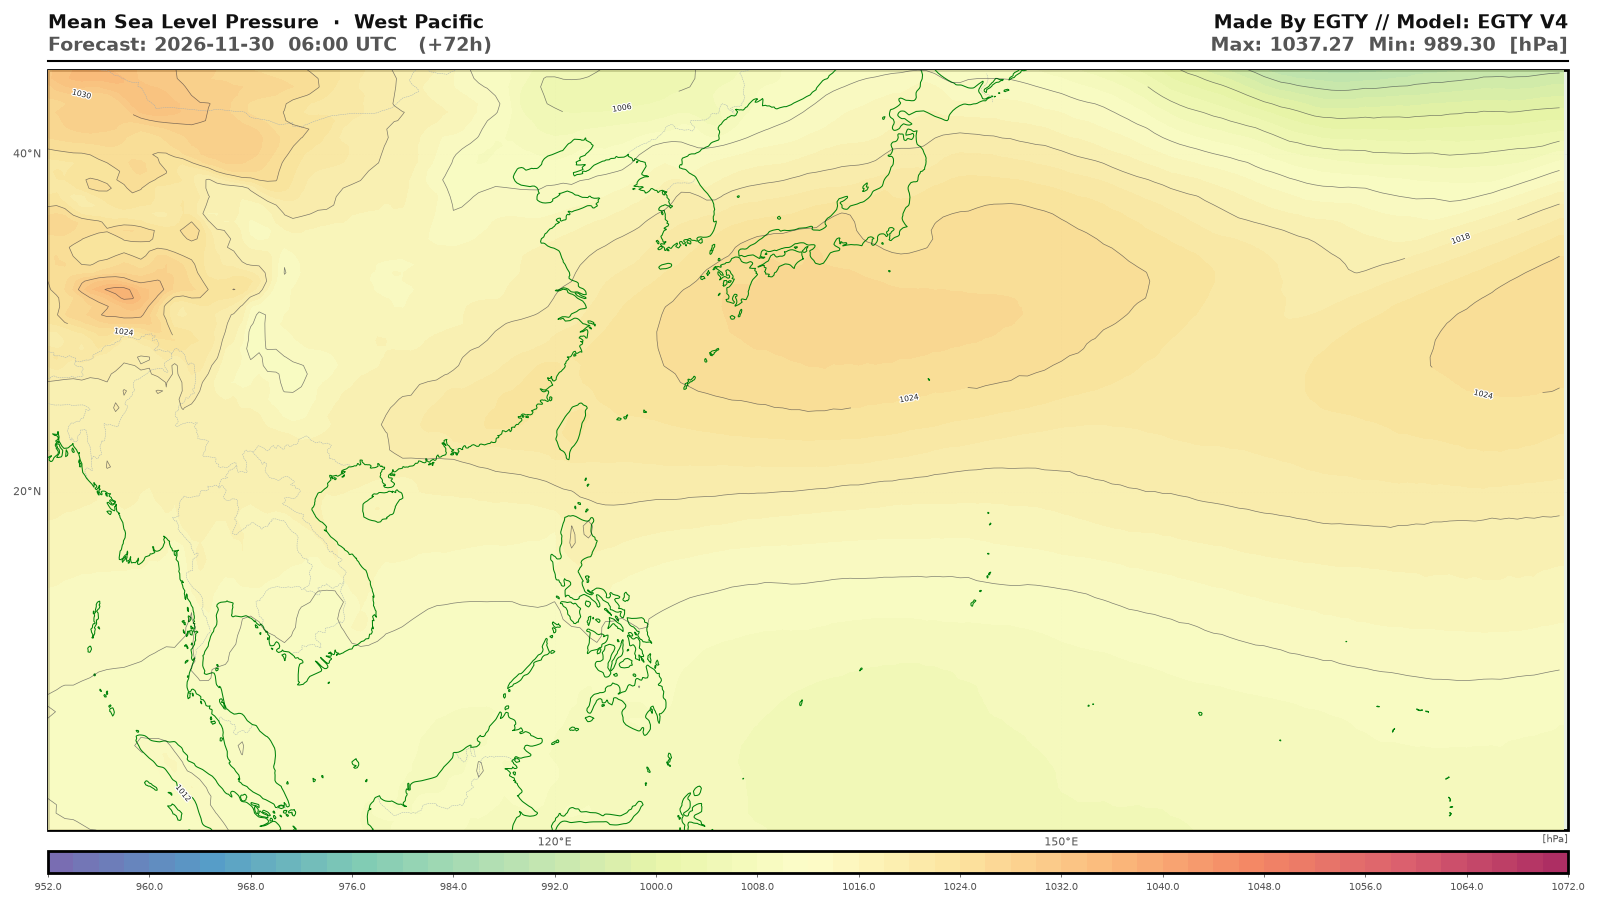 Mean Sea Level Pressure · West Pacific
Made By EGTY // Model: EGTY V4
Forecast: 2026-11-30 06:00 UTC (+72h)
Max: 1037.27 Min: 989.30 [hPa]
1030
1006
40°N
1018
1024
1024
1024
20°N
1012
120°E
150°E
[hPa]
952.0
960.0
968.0
976.0
984.0
992.0
1000.0
1008.0
1016.0
1024.0
1032.0
1040.0
1048.0
1056.0
1064.0
1072.0